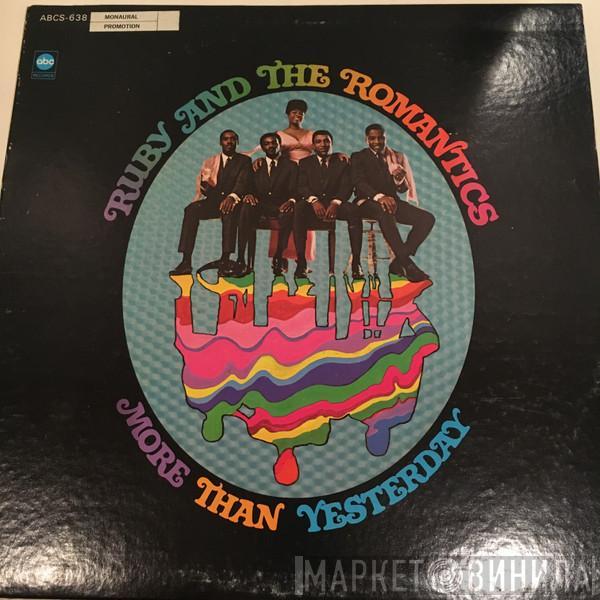 ABCS-638
MONAURAL
PROMOTION
abc
RECORDS
RUBY AND THE ROMANTICS
MORE THAN YESTERDAY
МАРКЕТ ВИНИЛА